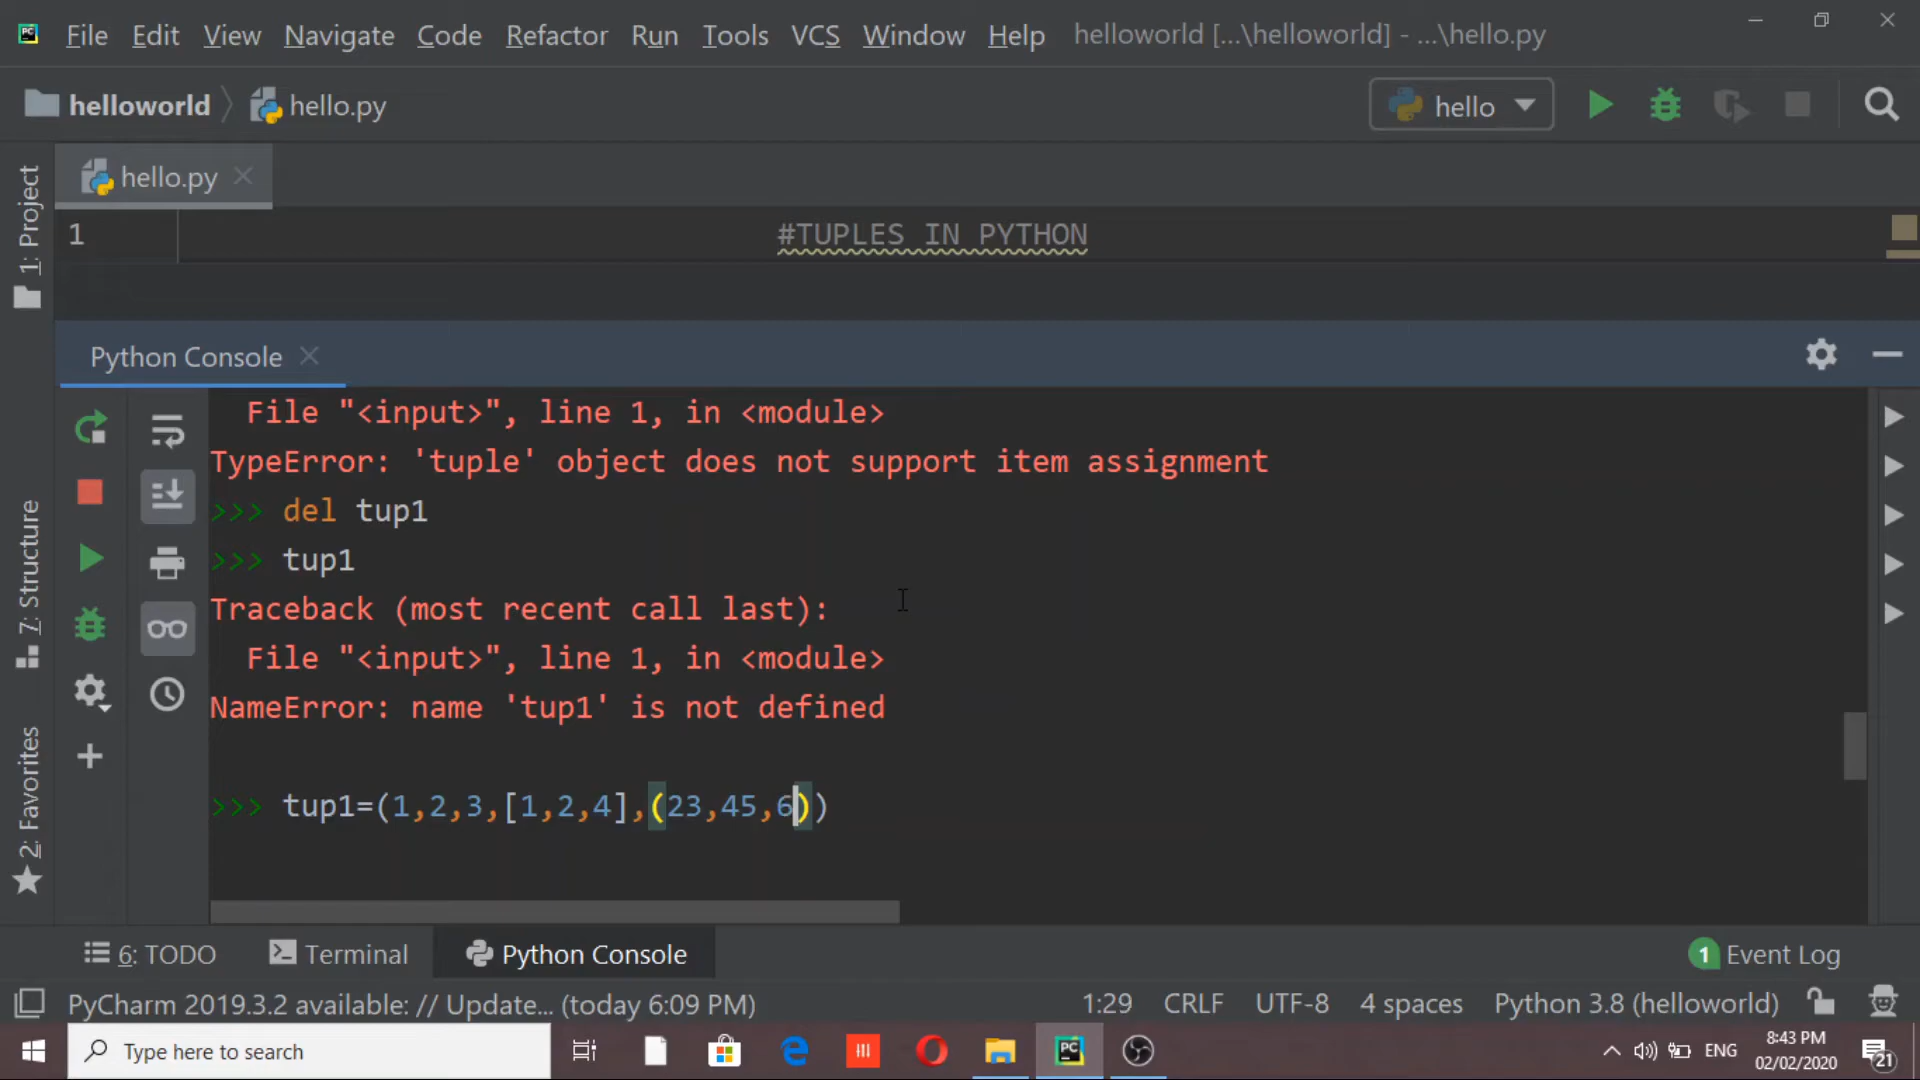 File Edit View Navigate Code Refactor Run Tools VCS Window Help helloworld [...\helloworld] - ...\hello.py
helloworld hello.py
hello
hello.py
1 #TUPLES IN PYTHON
1: Project
7: Structure
2: Favorites
Python Console
File "<input>", line 1, in <module>
TypeError: 'tuple' object does not support item assignment
>>> del tup1
>>> tup1
Traceback (most recent call last):
File "<input>", line 1, in <module>
NameError: name 'tup1' is not defined
>>> tup1=(1,2,3,[1,2,4],(23,45,6))
6: TODO Terminal Python Console 1 Event Log
PyCharm 2019.3.2 available: // Update... (today 6:09 PM) 1:29 CRLF UTF-8 4 spaces Python 3.8 (helloworld)
Type here to search ENG 8:43 PM
02/02/2020 21